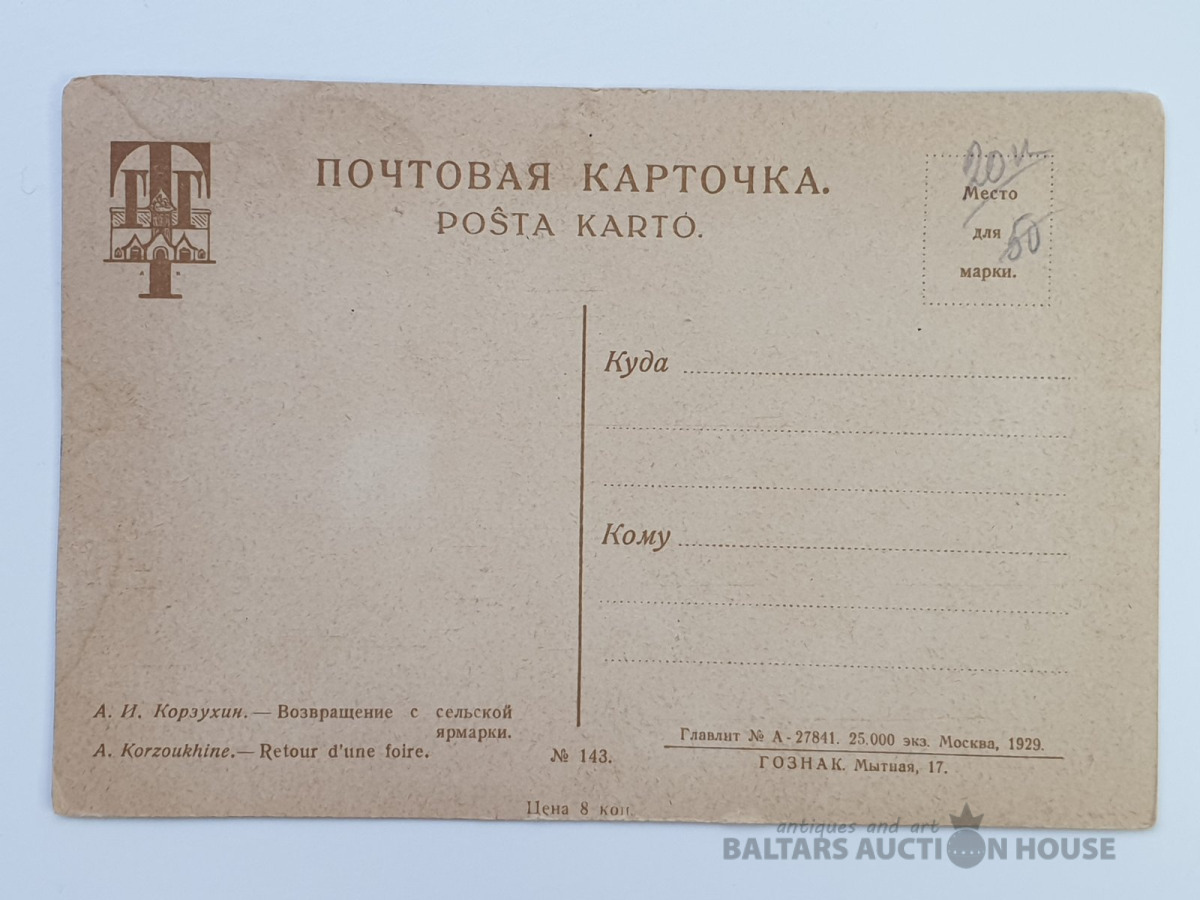 ПОЧТОВАЯ КАРТОЧКА.
POŜTA KARTO.
ТГГ
20
Место
для
50
марки.
Куда
Кому
А. И. Корзухин. — Возвращение с сельской
ярмарки.
A. Korzoukhine. — Retour d'une foire.
№ 143.
Главлит № А - 27841. 25.000 экз. Москва, 1929.
ГОЗНАК. Мытная, 17.
Цена 8 коп.
antiques and art
BALTARS AUCTION HOUSE